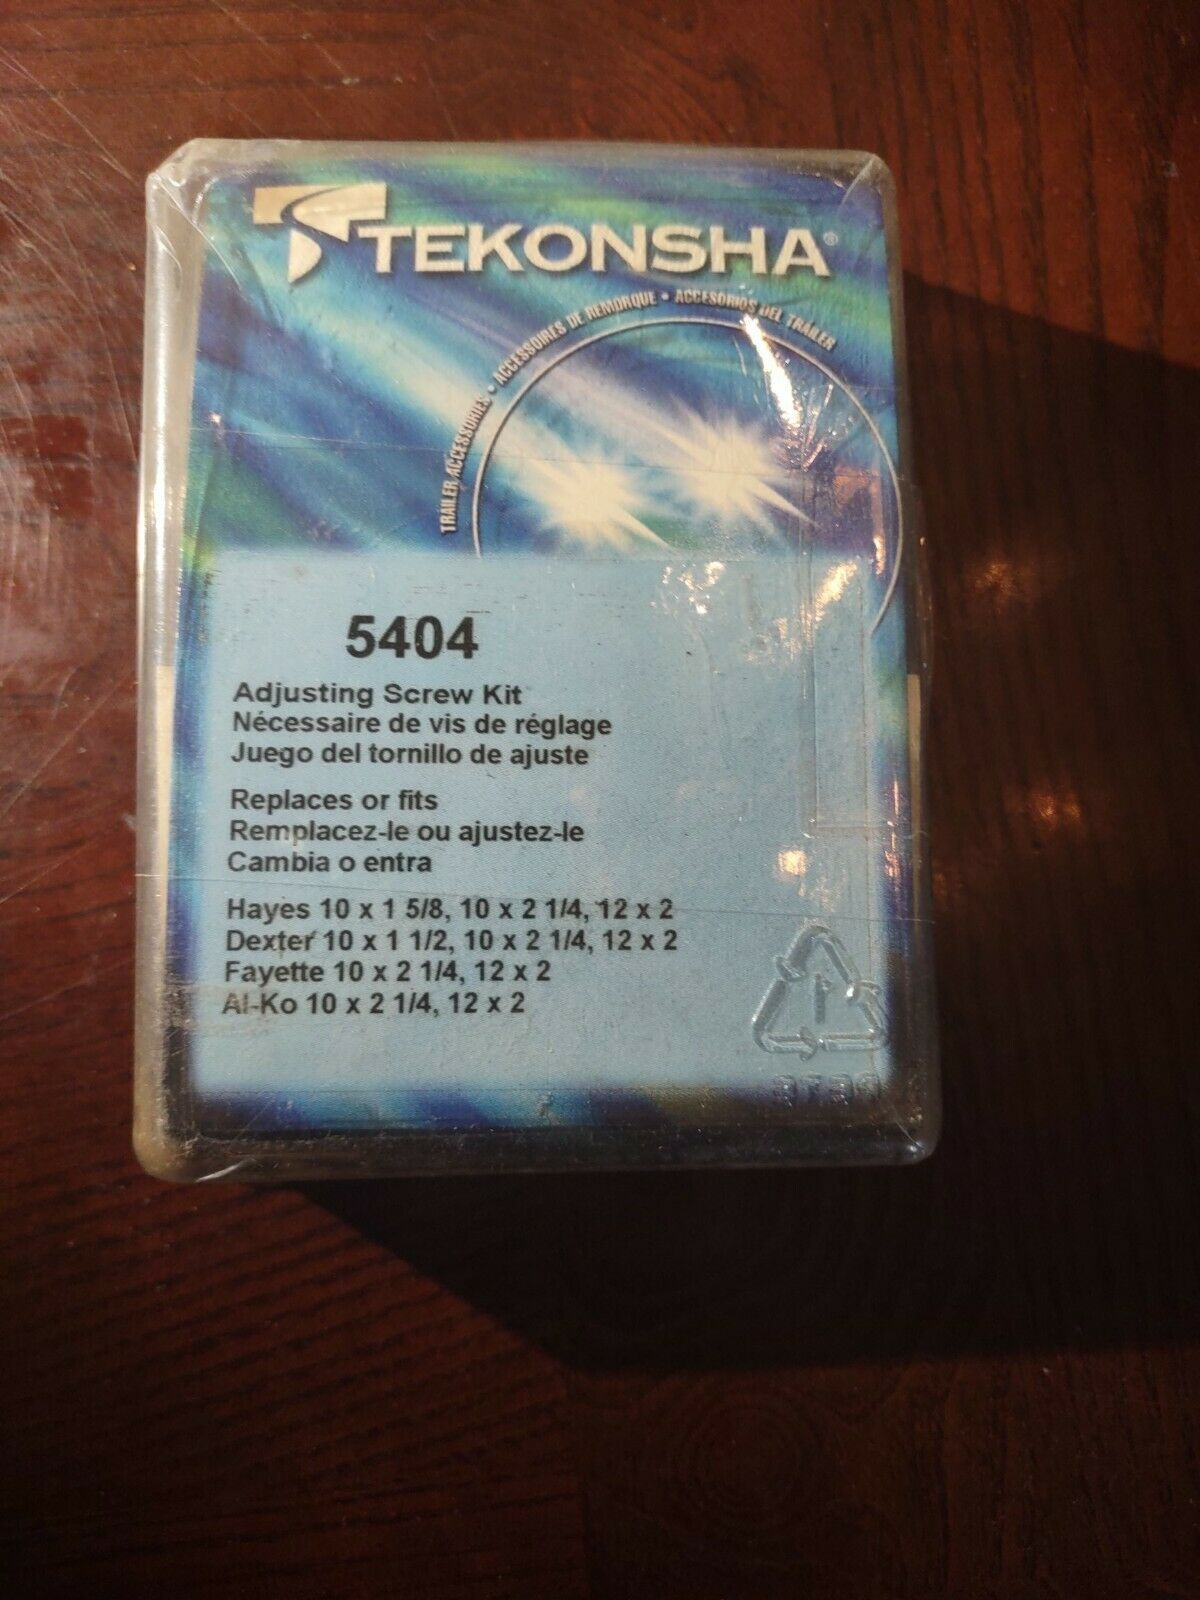 TEKONSHA®
TRAILER ACCESSORIES • ACCESSOIRES DE REMORQUE • ACCESORIOS DEL TRAILER
5404
Adjusting Screw Kit
Nécessaire de vis de réglage
Juego del tornillo de ajuste
Replaces or fits
Remplacez-le ou ajustez-le
Cambia o entra
Hayes 10 x 1 5/8, 10 x 2 1/4, 12 x 2
Dexter 10 x 1 1/2, 10 x 2 1/4, 12 x 2
Fayette 10 x 2 1/4, 12 x 2
Al-Ko 10 x 2 1/4, 12 x 2
1